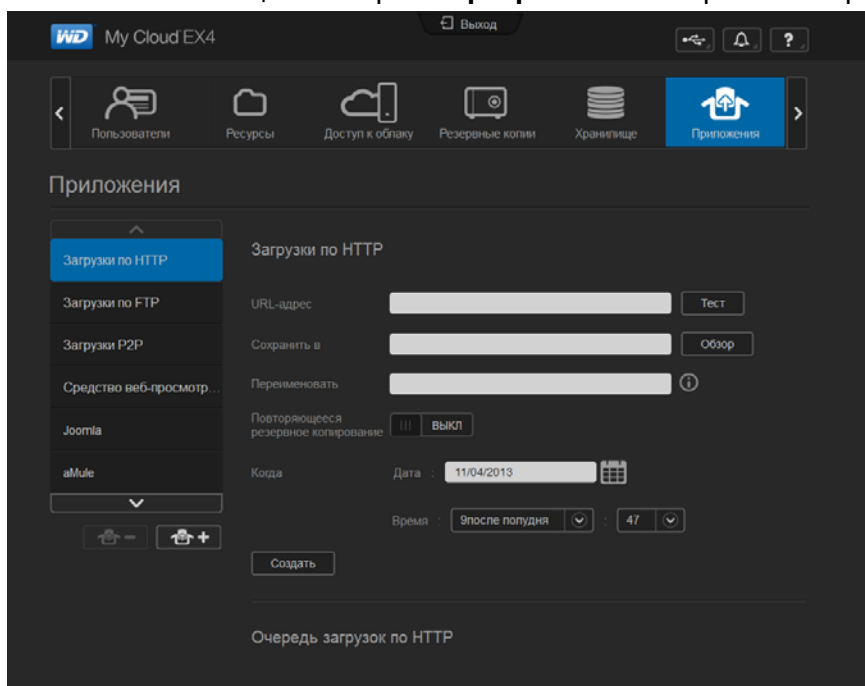 WD My Cloud EX4
Выход
?
Пользователи
Ресурсы
Доступ к облаку
Резервные копии
Хранилище
Приложения
Приложения
Загрузки по HTTP
Загрузки по FTP
Загрузки P2P
Средство веб-просмотр...
Joomla
aMule
Загрузки по HTTP
URL-адрес
Тест
Сохранить в
Обзор
Переименовать
Повторяющееся
резервное копирование
ВЫКЛ
Когда
Дата :
11/04/2013
Время :
9после полудня
: 47
Создать
Очередь загрузок по HTTP